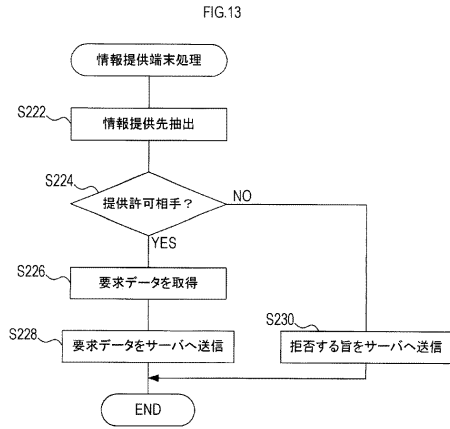 FIG.13
情報提供端末処理
S222
情報提供先抽出
S224
提供許可相手？
NO
YES
S226
要求データを取得
S228
要求データをサーバへ送信
S230
拒否する旨をサーバへ送信
END